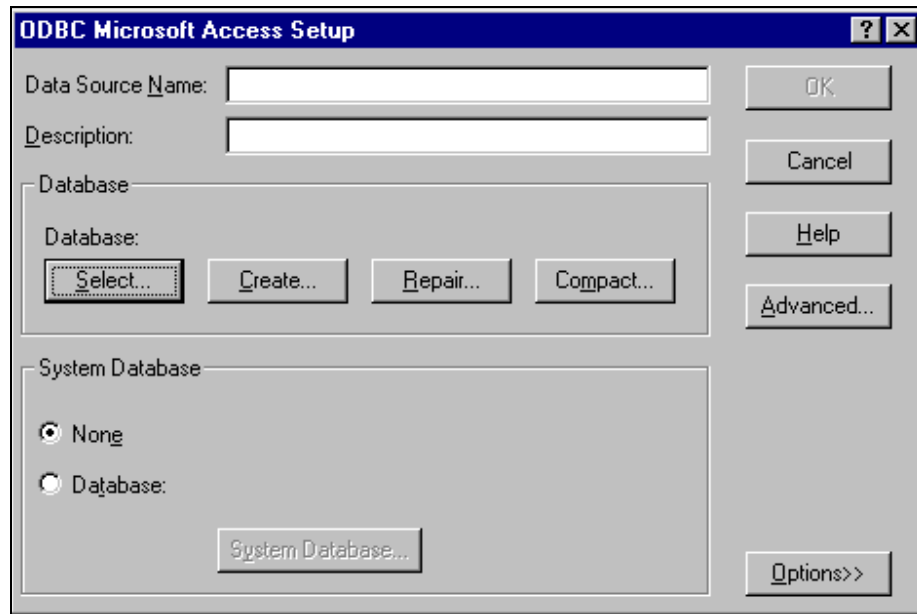 ODBC Microsoft Access Setup
Data Source Name:
OK
Description:
Cancel
Database
Database:
Help
Select...
Create...
Repair...
Compact...
Advanced...
System Database
None
Database:
System Database...
Options>>